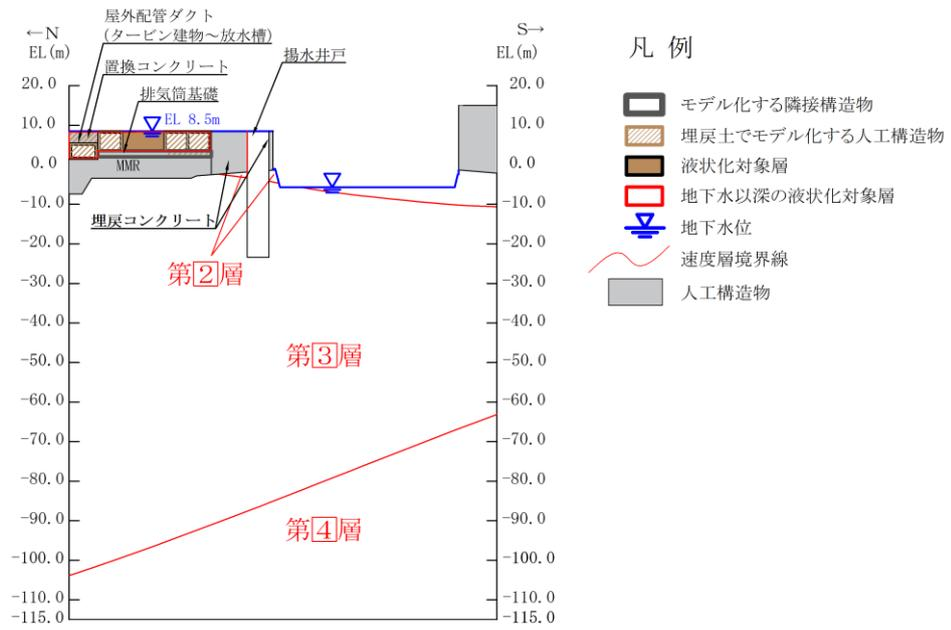 屋外配管ダクト
(タービン建物~放水槽)
置換コンクリート
排気筒基礎
揚水井戸
←N
EL(m)
S→
EL(m)
EL 8.5m
MMR
埋戻コンクリート
第2層
第3層
第4層
20.0
10.0
0.0
-10.0
-20.0
-30.0
-40.0
-50.0
-60.0
-70.0
-80.0
-90.0
-100.0
-110.0
-115.0
20.0
10.0
0.0
-10.0
-20.0
-30.0
-40.0
-50.0
-60.0
-70.0
-80.0
-90.0
-100.0
-110.0
-115.0
凡 例
モデル化する隣接構造物
埋戻土でモデル化する人工構造物
液状化対象層
地下水以深の液状化対象層
地下水位
速度層境界線
人工構造物